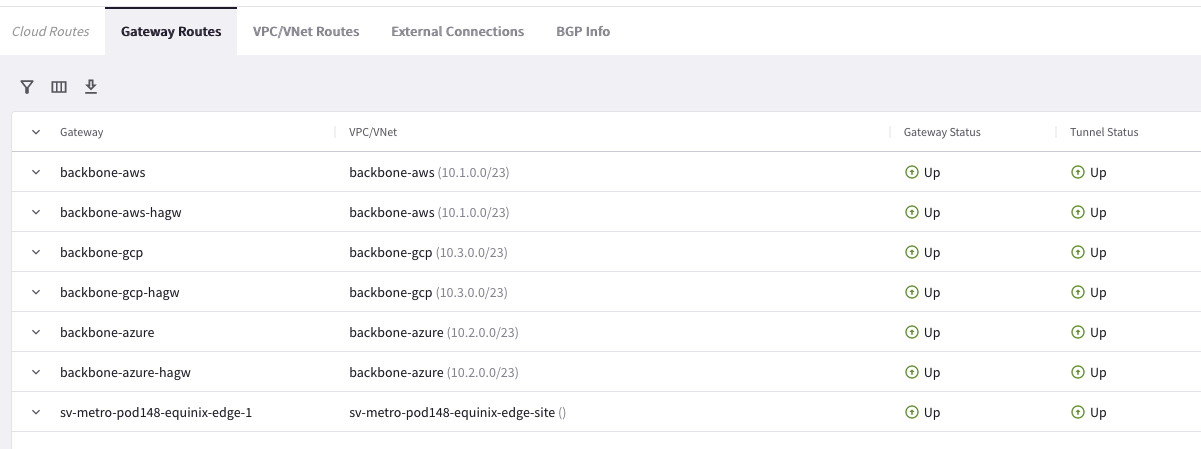 Cloud Routes Gateway Routes VPC/VNet Routes External Connections BGP Info
Gateway VPC/VNet Gateway Status Tunnel Status
backbone-aws backbone-aws (10.1.0.0/23) Up Up
backbone-aws-hagw backbone-aws (10.1.0.0/23) Up Up
backbone-gcp backbone-gcp (10.3.0.0/23) Up Up
backbone-gcp-hagw backbone-gcp (10.3.0.0/23) Up Up
backbone-azure backbone-azure (10.2.0.0/23) Up Up
backbone-azure-hagw backbone-azure (10.2.0.0/23) Up Up
sv-metro-pod148-equinix-edge-1 sv-metro-pod148-equinix-edge-site () Up Up